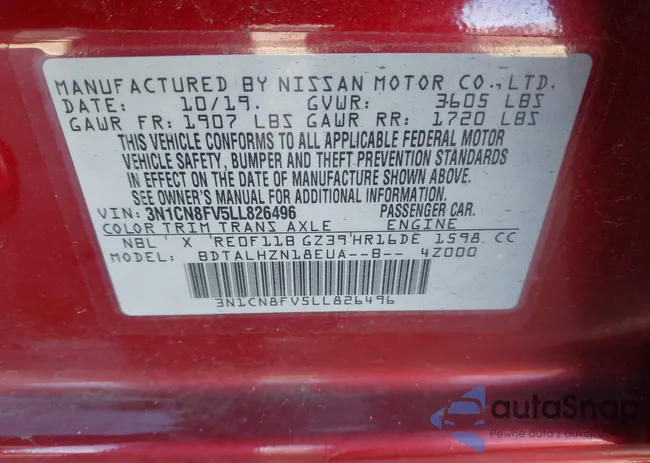 MANUFACTURED BY NISSAN MOTOR CO., LTD.
DATE: 10/19. GVWR: 3605 LBS
GAWR FR: 1907 LBS GAWR RR: 1720 LBS
THIS VEHICLE CONFORMS TO ALL APPLICABLE FEDERAL MOTOR
VEHICLE SAFETY, BUMPER AND THEFT PREVENTION STANDARDS
IN EFFECT ON THE DATE OF MANUFACTURE SHOWN ABOVE.
SEE OWNER'S MANUAL FOR ADDITIONAL INFORMATION.
VIN: 3N1CN8FV5LL826496 PASSENGER CAR.
COLOR TRIM TRANS AXLE ENGINE
NBL X RE0F11B GZ39 HR16DE 1598 CC
MODEL: BDTALHZN18EUA--B-- 4Z000
3N1CN8FV5LL826496
autoSnap
Pewne auta z aukcji